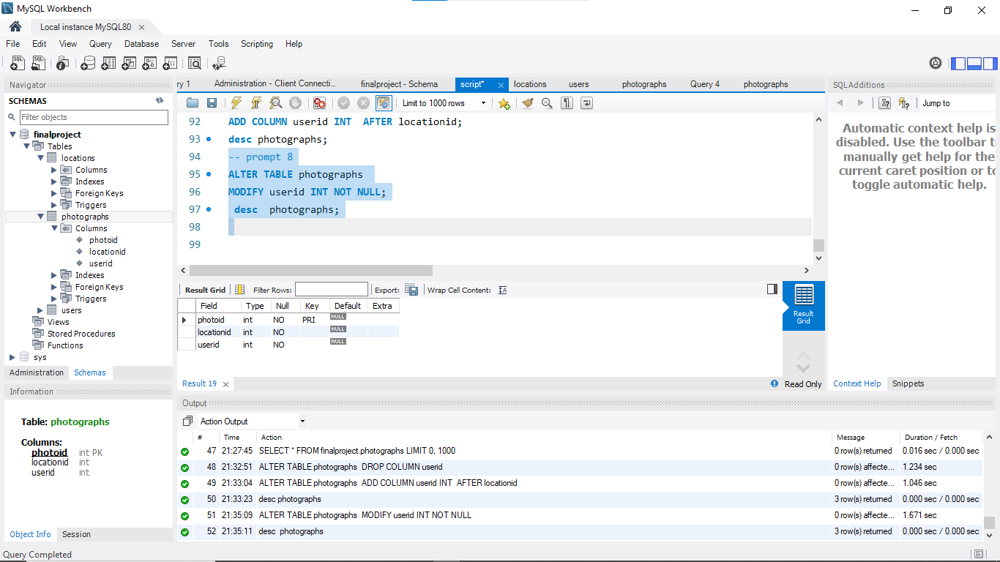 MySQL Workbench
Local instance MySQL80
File Edit View Query Database Server Tools Scripting Help
Navigator
SCHEMAS
Filter objects
finalproject
Tables
locations
Columns
Indexes
Foreign Keys
Triggers
photographs
Columns
photoid
locationid
userid
Indexes
Foreign Keys
Triggers
users
Views
Stored Procedures
Functions
sys
Administration Schemas
Information
Table: photographs
Columns:
photoid int PK
locationid int
userid int
Object Info Session
ry 1 Administration - Client Connecti... finalproject - Schema script* locations users photographs Query 4 photographs
Limit to 1000 rows
92 ADD COLUMN userid INT  AFTER locationid;
93 desc photographs;
94 -- prompt 8
95 ALTER TABLE photographs
96 MODIFY userid INT NOT NULL;
97  desc  photographs;
98
99
Result Grid Filter Rows: Export: Wrap Cell Content:
Field Type Null Key Default Extra
photoid int NO PRI NULL
locationid int NO NULL
userid int NO NULL
Result Grid
Result 19 Read Only
Output
Action Output
# Time Action Message Duration / Fetch
47 21:27:45 SELECT * FROM finalproject.photographs LIMIT 0, 1000 0 row(s) returned 0.016 sec / 0.000 sec
48 21:32:51 ALTER TABLE photographs  DROP COLUMN userid 0 row(s) affecte... 1.234 sec
49 21:33:04 ALTER TABLE photographs  ADD COLUMN userid INT  AFTER locationid 0 row(s) affecte... 1.046 sec
50 21:33:23 desc photographs 3 row(s) returned 0.000 sec / 0.000 sec
51 21:35:09 ALTER TABLE photographs  MODIFY userid INT NOT NULL 0 row(s) affecte... 1.671 sec
52 21:35:11 desc  photographs 3 row(s) returned 0.000 sec / 0.000 sec
SQLAdditions
Jump to
Automatic context help is
disabled. Use the toolbar t
manually get help for the
current caret position or to
toggle automatic help.
Context Help Snippets
Query Completed